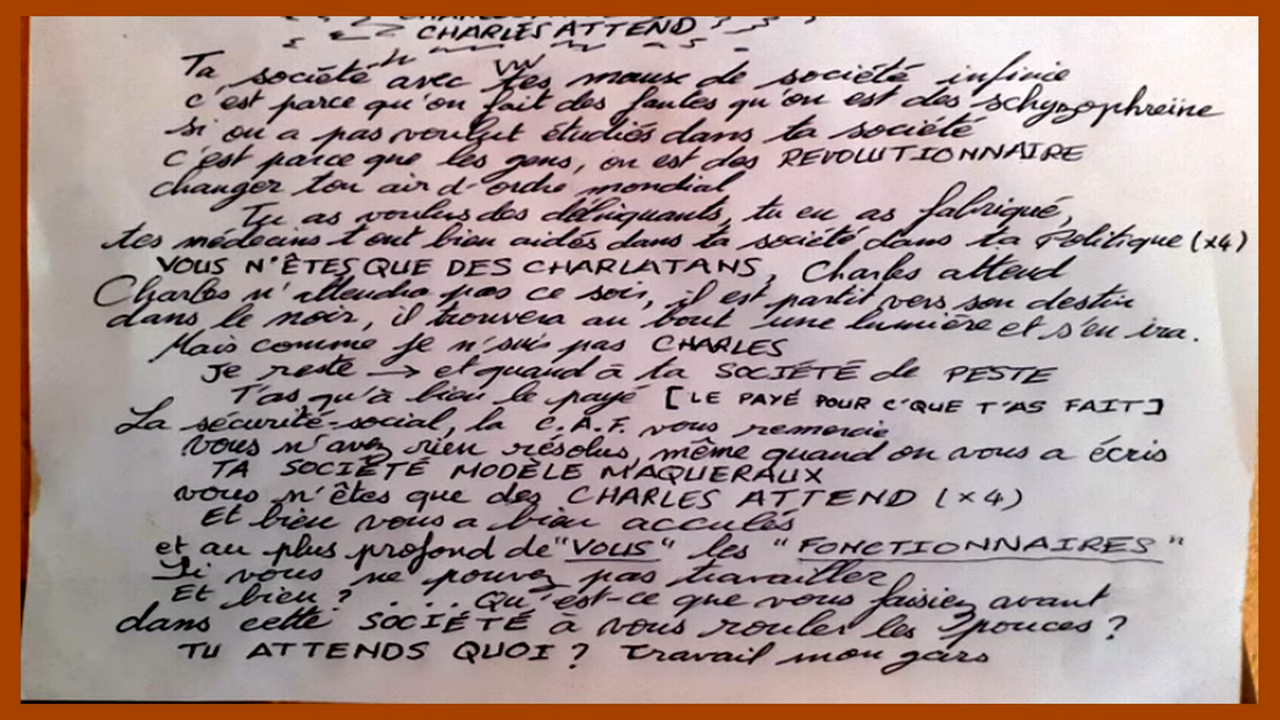 CHARLES ATTEND
Ta société avec tes maux de société infinie
c'est parce qu'on fait des fautes qu'on est des schyzophreïne
si on a pas voulut étudiés dans ta société
c'est parce que les gens, on est des REVOLUTIONNAIRE
changer ton air d'ordre mondial
Tu as voulus des délinquants, tu en as fabriqué,
tes médecins t'ont bien aidés dans ta société, dans ta Politique (x4)
VOUS N'ÊTES QUE DES CHARLATANS, Charles attend
Charles n'attendra pas ce soir, il est partit vers son destin
dans le noir, il trouvera au bout une lumière et s'en ira.
Mais comme je n'suis pas CHARLES
Je reste → et quand à ta SOCIÉTÉ de PESTE
T'as qu'à bien le payé [LE PAYÉ POUR C'QUE T'AS FAIT]
La sécurité-social, la C.A.F. vous remercie
vous n'avez rien résolus, même quand on vous a écris
TA SOCIÉTÉ MODÈLE MAQUERAUX
vous n'êtes que des CHARLES ATTEND (x4)
Et bien vous a bien acculés
et au plus profond de "VOUS" les "FONCTIONNAIRES"
Si vous ne pouvez pas travailler
Et bien ? .... Qu'est-ce que vous faisiez avant
dans cette SOCIÉTÉ à vous rouler les pouces ?
TU ATTENDS QUOI ? Travail mon gars